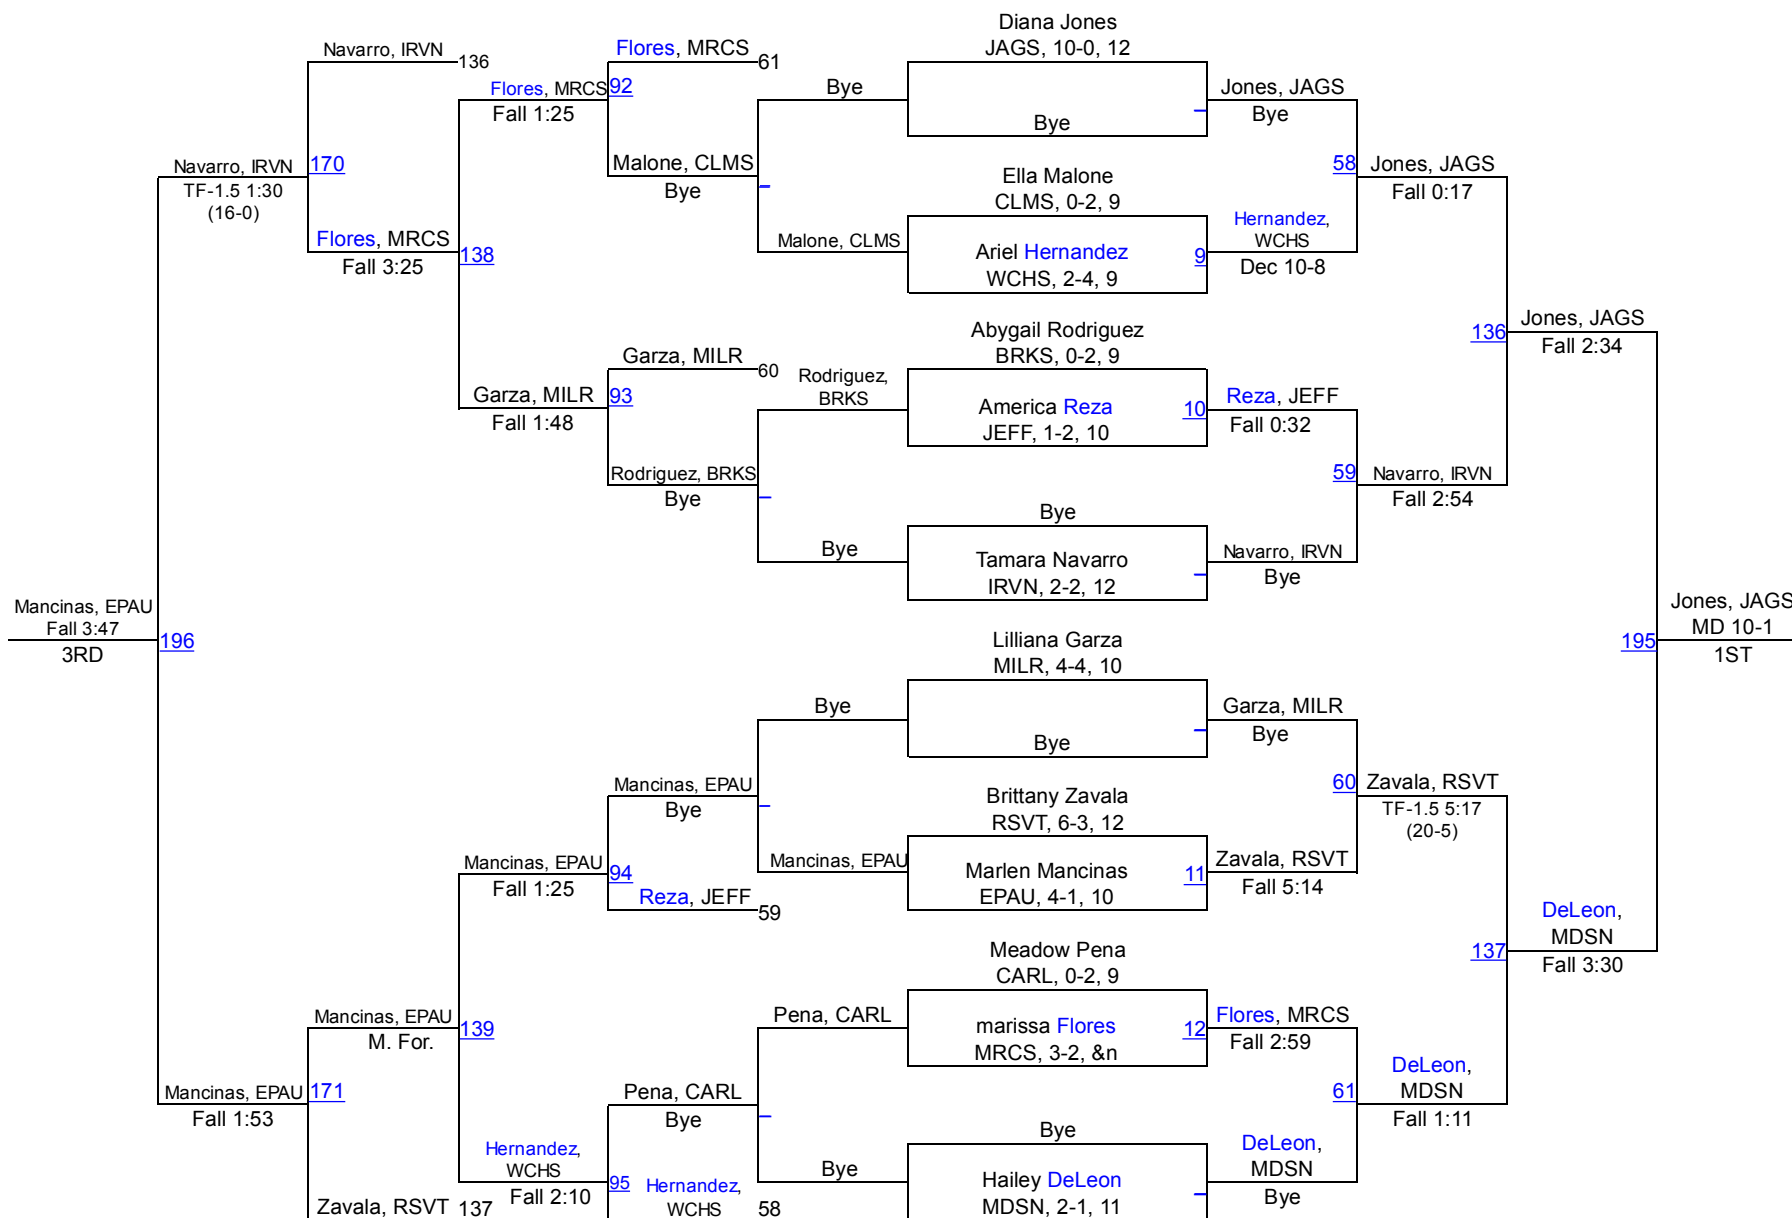 Diana Jones
JAGS, 10-0, 12
Navarro, IRVN
136
Flores, MRCS
61
Flores, MRCS
92
Fall 1:25
Bye
Jones, JAGS
Bye
Bye
Navarro, IRVN
170
TF-1.5 1:30
(16-0)
Malone, CLMS
Bye
Ella Malone
CLMS, 0-2, 9
58
Jones, JAGS
Fall 0:17
Flores, MRCS
138
Fall 3:25
Malone, CLMS
Ariel Hernandez
WCHS, 2-4, 9
9
Hernandez,
WCHS
Dec 10-8
Abygail Rodriguez
BRKS, 0-2, 9
136
Jones, JAGS
Fall 2:34
Garza, MILR
60
Garza, MILR
93
Fall 1:48
Rodriguez,
BRKS
America Reza
JEFF, 1-2, 10
10
Reza, JEFF
Fall 0:32
Rodriguez, BRKS
Bye
59
Navarro, IRVN
Fall 2:54
Bye
Bye
Tamara Navarro
IRVN, 2-2, 12
Navarro, IRVN
Bye
Mancinas, EPAU
Fall 3:47
3RD
196
Lilliana Garza
MILR, 4-4, 10
195
Jones, JAGS
MD 10-1
1ST
Bye
Bye
Garza, MILR
Bye
Mancinas, EPAU
Bye
Brittany Zavala
RSVT, 6-3, 12
60
Zavala, RSVT
TF-1.5 5:17
(20-5)
Mancinas, EPAU
94
Fall 1:25
Mancinas, EPAU
Marlen Mancinas
EPAU, 4-1, 10
11
Zavala, RSVT
Fall 5:14
Reza, JEFF
59
Meadow Pena
CARL, 0-2, 9
137
DeLeon,
MDSN
Fall 3:30
Mancinas, EPAU
139
M. For.
Pena, CARL
marissa Flores
MRCS, 3-2, &n
12
Flores, MRCS
Fall 2:59
Mancinas, EPAU
171
Fall 1:53
Pena, CARL
Bye
61
DeLeon,
MDSN
Fall 1:11
Bye
Hernandez,
WCHS
Fall 2:10
95
Bye
Hailey DeLeon
MDSN, 2-1, 11
DeLeon,
MDSN
Bye
Zavala, RSVT
137
Hernandez,
WCHS
58